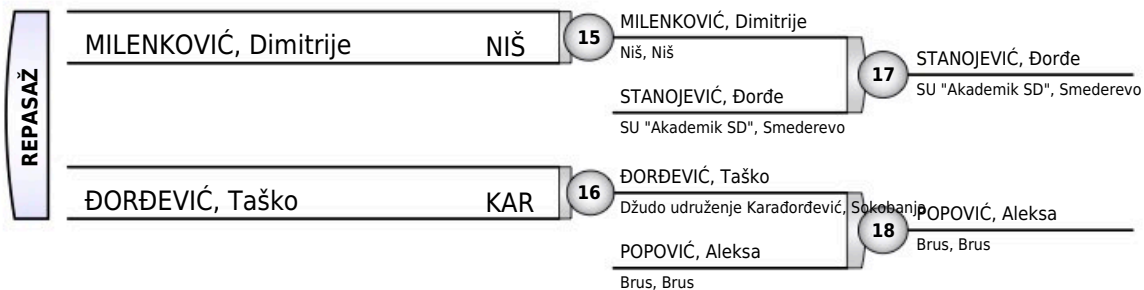 REPASAŽ
MILENKOVIĆ, Dimitrije NIŠ
15
MILENKOVIĆ, Dimitrije
Niš, Niš
STANOJEVIĆ, Đorđe
SU "Akademik SD", Smederevo
17
STANOJEVIĆ, Đorđe
SU "Akademik SD", Smederevo
ĐORĐEVIĆ, Taško KAR
16
ĐORĐEVIĆ, Taško
Džudo udruženje Karađorđević, Sokobanja
POPOVIĆ, Aleksa
Brus, Brus
18
POPOVIĆ, Aleksa
Brus, Brus